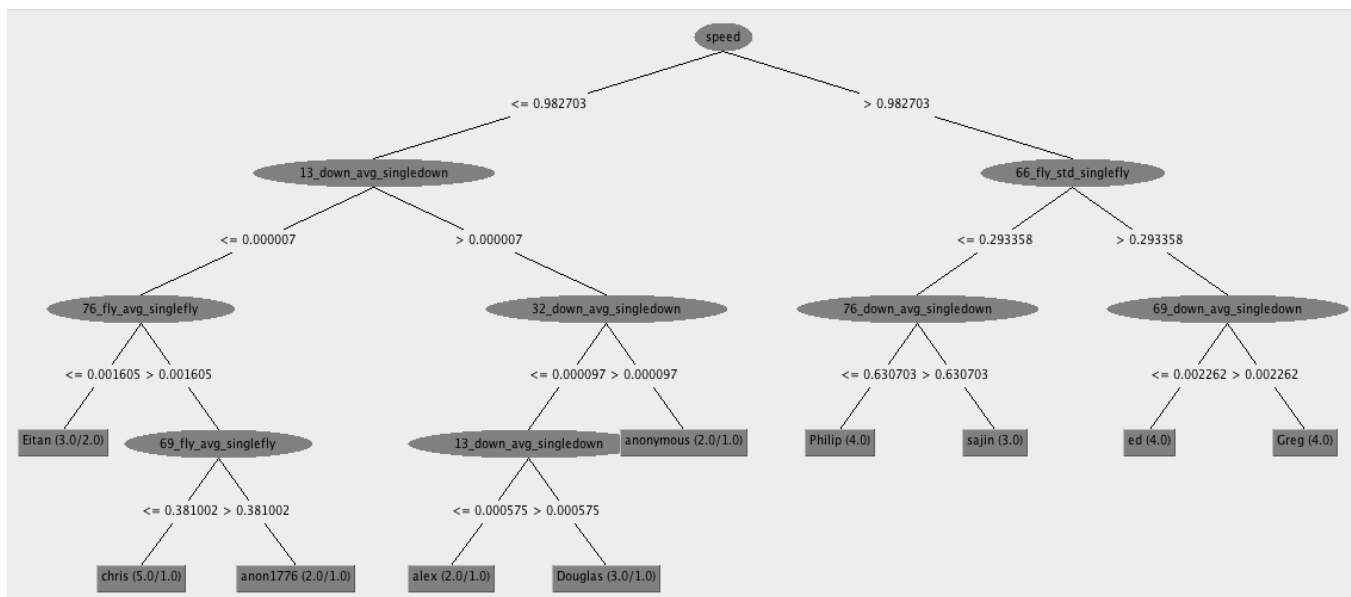 speed
<= 0.982703 > 0.982703
13_down_avg_singledown 66_fly_std_singlefly
<= 0.000007 > 0.000007 <= 0.293358 > 0.293358
76_fly_avg_singlefly 32_down_avg_singledown 76_down_avg_singledown 69_down_avg_singledown
<= 0.001605 > 0.001605 <= 0.000097 > 0.000097 <= 0.630703 > 0.630703 <= 0.002262 > 0.002262
Eitan (3.0/2.0) 69_fly_avg_singlefly 13_down_avg_singledown anonymous (2.0/1.0) Philip (4.0) sajin (3.0) ed (4.0) Greg (4.0)
<= 0.381002 > 0.381002 <= 0.000575 > 0.000575
chris (5.0/1.0) anon1776 (2.0/1.0) alex (2.0/1.0) Douglas (3.0/1.0)